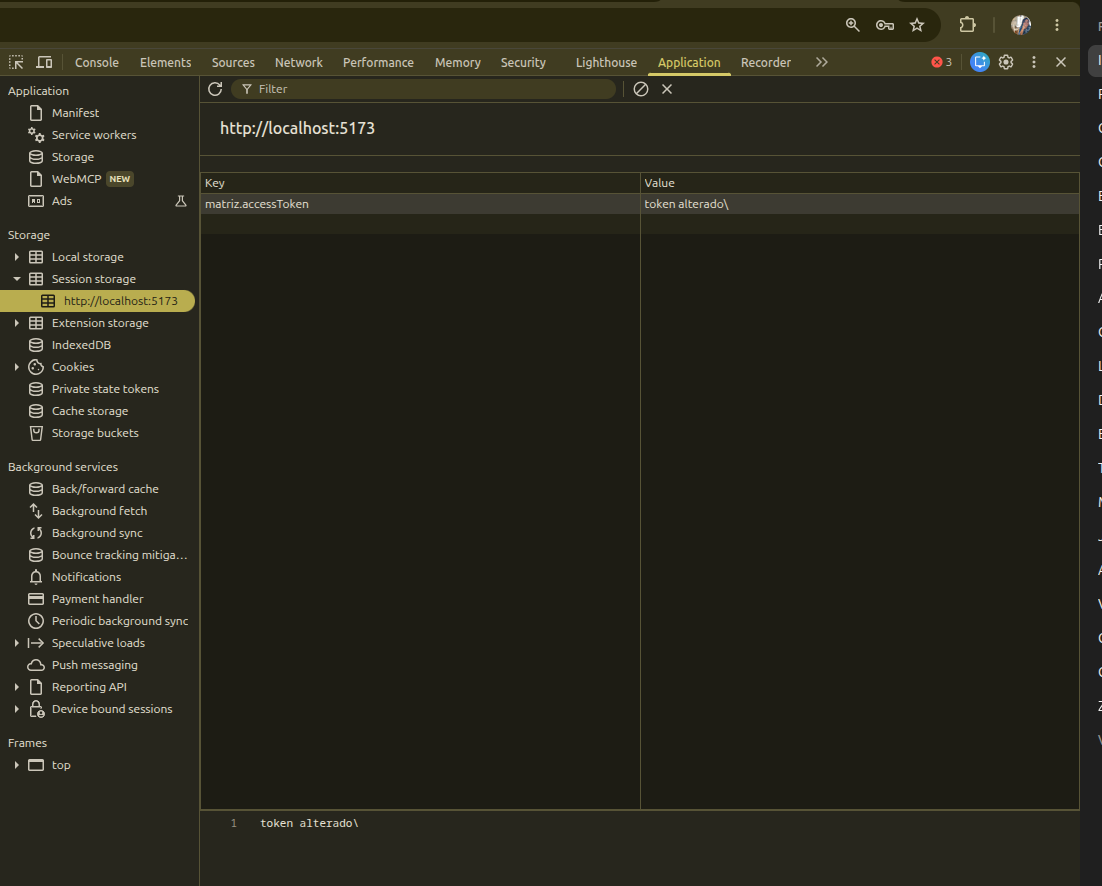 Console Elements Sources Network Performance Memory Security Lighthouse Application Recorder 3
Application
Manifest
Service workers
Storage
WebMCP NEW
Ads
Storage
Local storage
Session storage
http://localhost:5173
Extension storage
IndexedDB
Cookies
Private state tokens
Cache storage
Storage buckets
Background services
Back/forward cache
Background fetch
Background sync
Bounce tracking mitiga...
Notifications
Payment handler
Periodic background sync
Speculative loads
Push messaging
Reporting API
Device bound sessions
Frames
top
Filter
http://localhost:5173
Key Value
matriz.accessToken token alterado\
1 token alterado\